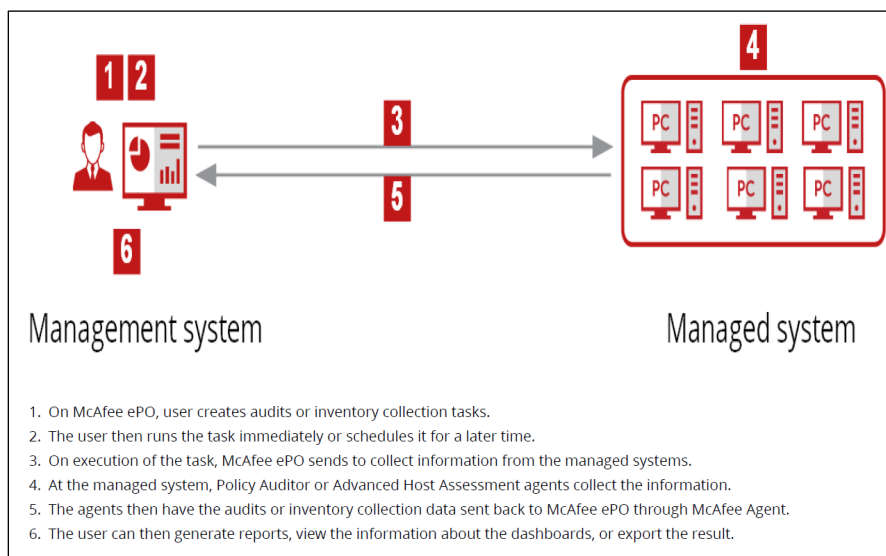 1 2
4
3
PC PC PC
PC PC PC
5
6
Management system Managed system
1. On McAfee ePO, user creates audits or inventory collection tasks.
2. The user then runs the task immediately or schedules it for a later time.
3. On execution of the task, McAfee ePO sends to collect information from the managed systems.
4. At the managed system, Policy Auditor or Advanced Host Assessment agents collect the information.
5. The agents then have the audits or inventory collection data sent back to McAfee ePO through McAfee Agent.
6. The user can then generate reports, view the information about the dashboards, or export the result.